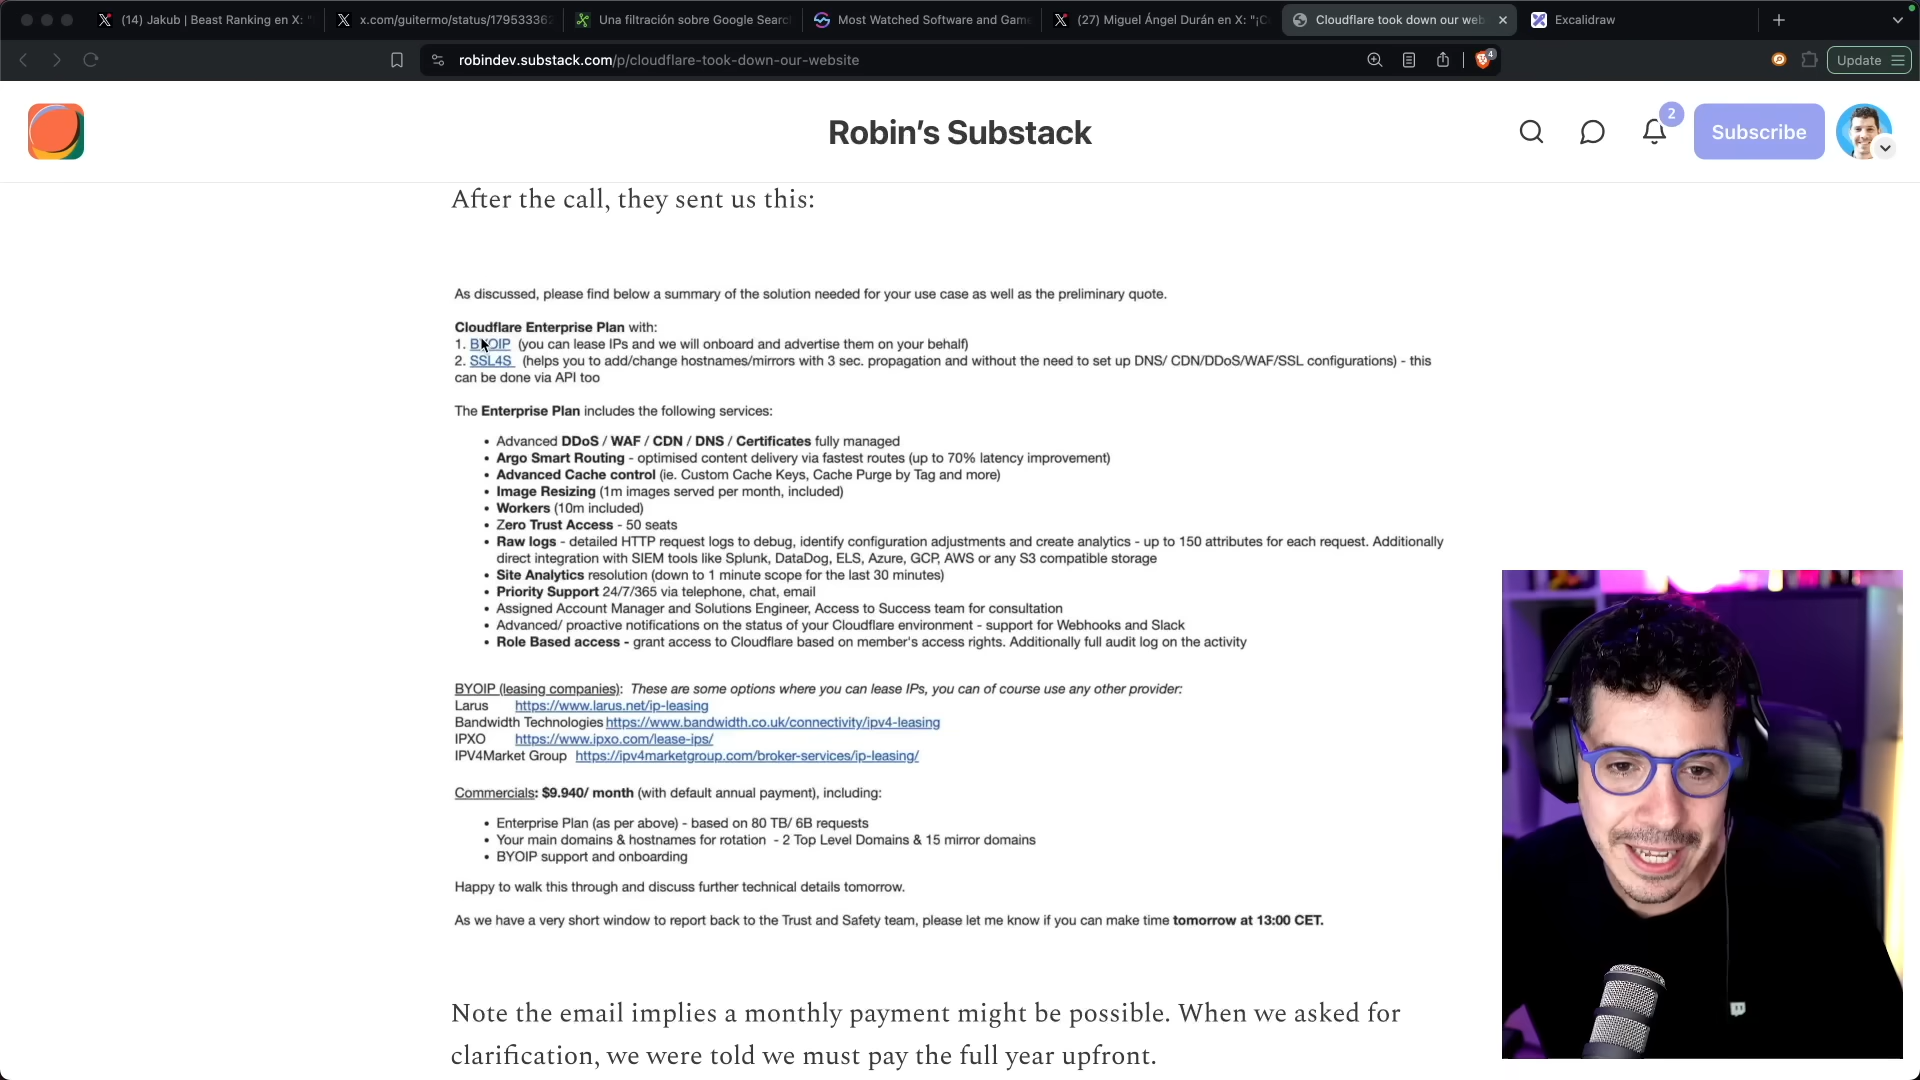 (14) Jakub | Beast Ranking en X: "
x.com/guitermo/status/179533362
Una filtración sobre Google Searc
Most Watched Software and Game
(27) Miguel Ángel Durán en X: "¡C
Cloudflare took down our web
Excalidraw
robindev.substack.com/p/cloudflare-took-down-our-website
4
Update
Robin's Substack
2
Subscribe
After the call, they sent us this:
As discussed, please find below a summary of the solution needed for your use case as well as the preliminary quote.
Cloudflare Enterprise Plan with:
1. BYOIP (you can lease IPs and we will onboard and advertise them on your behalf)
2. SSL4S (helps you to add/change hostnames/mirrors with 3 sec. propagation and without the need to set up DNS/ CDN/DDoS/WAF/SSL configurations) - this
can be done via API too
The Enterprise Plan includes the following services:
• Advanced DDoS / WAF / CDN / DNS / Certificates fully managed
• Argo Smart Routing - optimised content delivery via fastest routes (up to 70% latency improvement)
• Advanced Cache control (ie. Custom Cache Keys, Cache Purge by Tag and more)
• Image Resizing (1m images served per month, included)
• Workers (10m included)
• Zero Trust Access - 50 seats
• Raw logs - detailed HTTP request logs to debug, identify configuration adjustments and create analytics - up to 150 attributes for each request. Additionally
direct integration with SIEM tools like Splunk, DataDog, ELS, Azure, GCP, AWS or any S3 compatible storage
• Site Analytics resolution (down to 1 minute scope for the last 30 minutes)
• Priority Support 24/7/365 via telephone, chat, email
• Assigned Account Manager and Solutions Engineer, Access to Success team for consultation
• Advanced/ proactive notifications on the status of your Cloudflare environment - support for Webhooks and Slack
• Role Based access - grant access to Cloudflare based on member's access rights. Additionally full audit log on the activity
BYOIP (leasing companies): These are some options where you can lease IPs, you can of course use any other provider:
Larus https://www.larus.net/ip-leasing
Bandwidth Technologies https://www.bandwidth.co.uk/connectivity/ipv4-leasing
IPXO https://www.ipxo.com/lease-ips/
IPV4Market Group https://ipv4marketgroup.com/broker-services/ip-leasing/
Commercials: $9.940/ month (with default annual payment), including:
• Enterprise Plan (as per above) - based on 80 TB/ 6B requests
• Your main domains & hostnames for rotation - 2 Top Level Domains & 15 mirror domains
• BYOIP support and onboarding
Happy to walk this through and discuss further technical details tomorrow.
As we have a very short window to report back to the Trust and Safety team, please let me know if you can make time tomorrow at 13:00 CET.
Note the email implies a monthly payment might be possible. When we asked for
clarification, we were told we must pay the full year upfront.